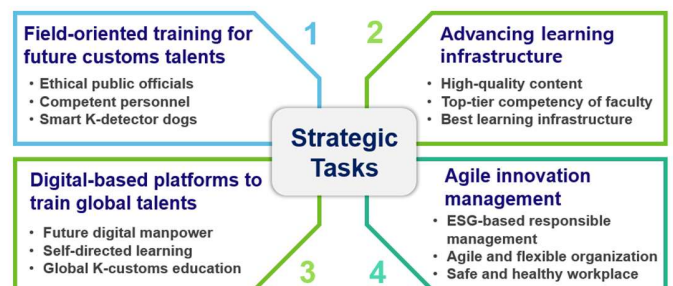 Field-oriented training for
future customs talents
• Ethical public officials
• Competent personnel
• Smart K-detector dogs
1
2
Advancing learning
infrastructure
• High-quality content
• Top-tier competency of faculty
• Best learning infrastructure
Strategic
Tasks
Digital-based platforms to
train global talents
• Future digital manpower
• Self-directed learning
• Global K-customs education
3
4
Agile innovation
management
• ESG-based responsible
management
• Agile and flexible organization
• Safe and healthy workplace